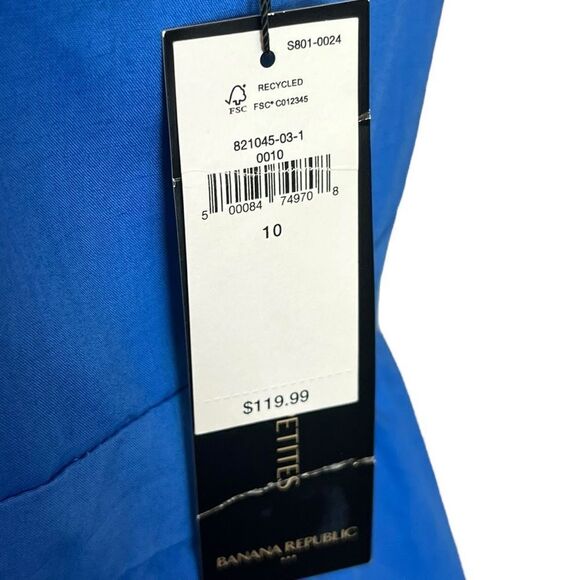 S801-0024
RECYCLED
FSC
FSC® C012345
821045-03-1
0010
5 00084 74970 8
10
$119.99
ETITES
BANANA REPUBLIC